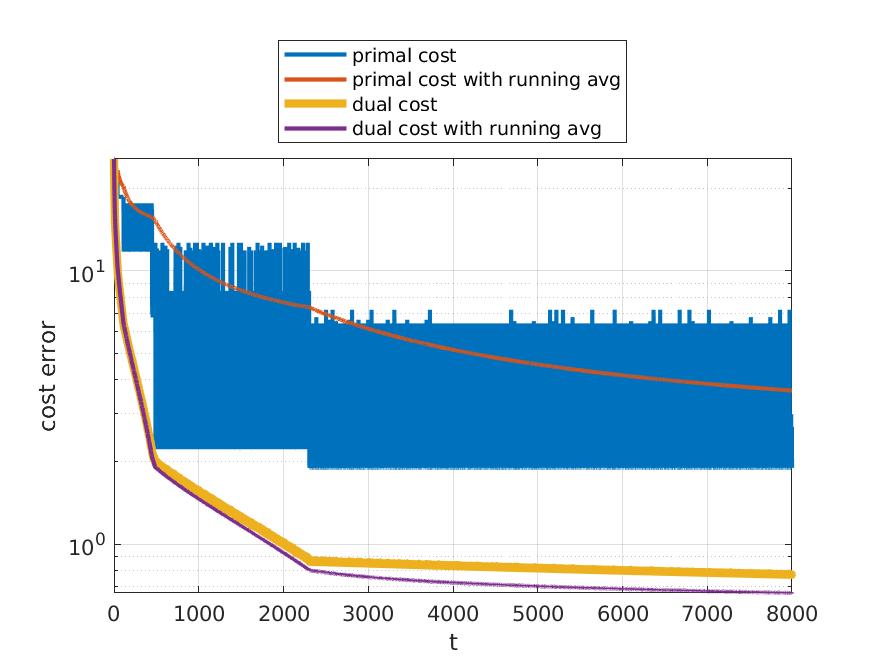 primal cost
primal cost with running avg
dual cost
dual cost with running avg
10^1
10^0
cost error
0 1000 2000 3000 4000 5000 6000 7000 8000
t